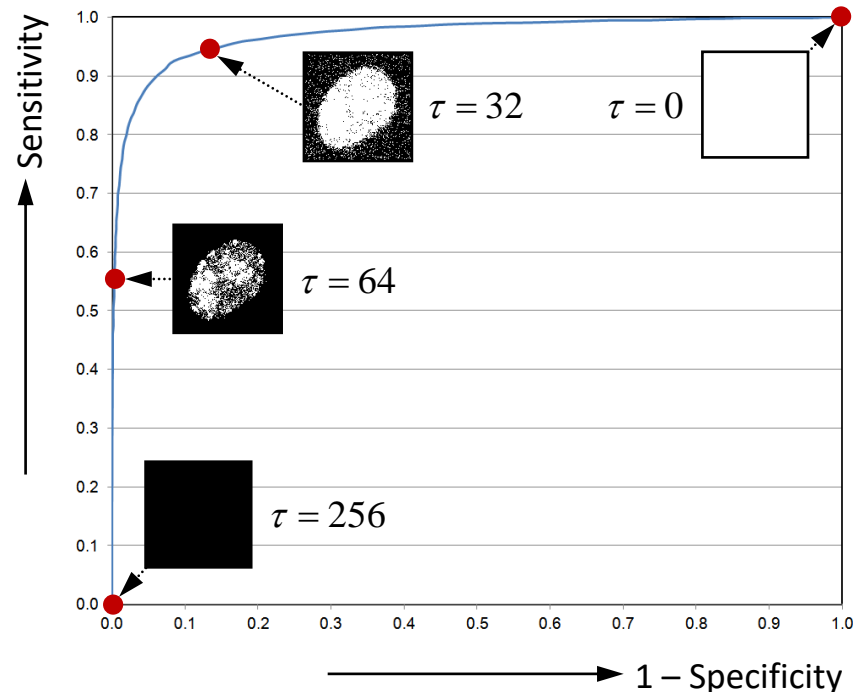 Sensitivity
1.0
0.9
0.8
0.7
0.6
0.5
0.4
0.3
0.2
0.1
0.0
τ = 32
τ = 0
τ = 64
τ = 256
0.0 0.1 0.2 0.3 0.4 0.5 0.6 0.7 0.8 0.9 1.0
1 – Specificity